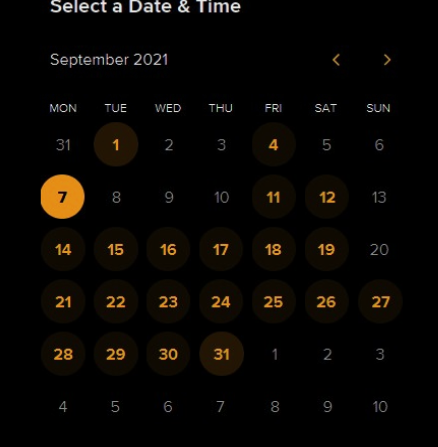 Select a Date & Time
September 2021
MON TUE WED THU FRI SAT SUN
31 1 2 3 4 5 6
7 8 9 10 11 12 13
14 15 16 17 18 19 20
21 22 23 24 25 26 27
28 29 30 31 1 2 3
4 5 6 7 8 9 10